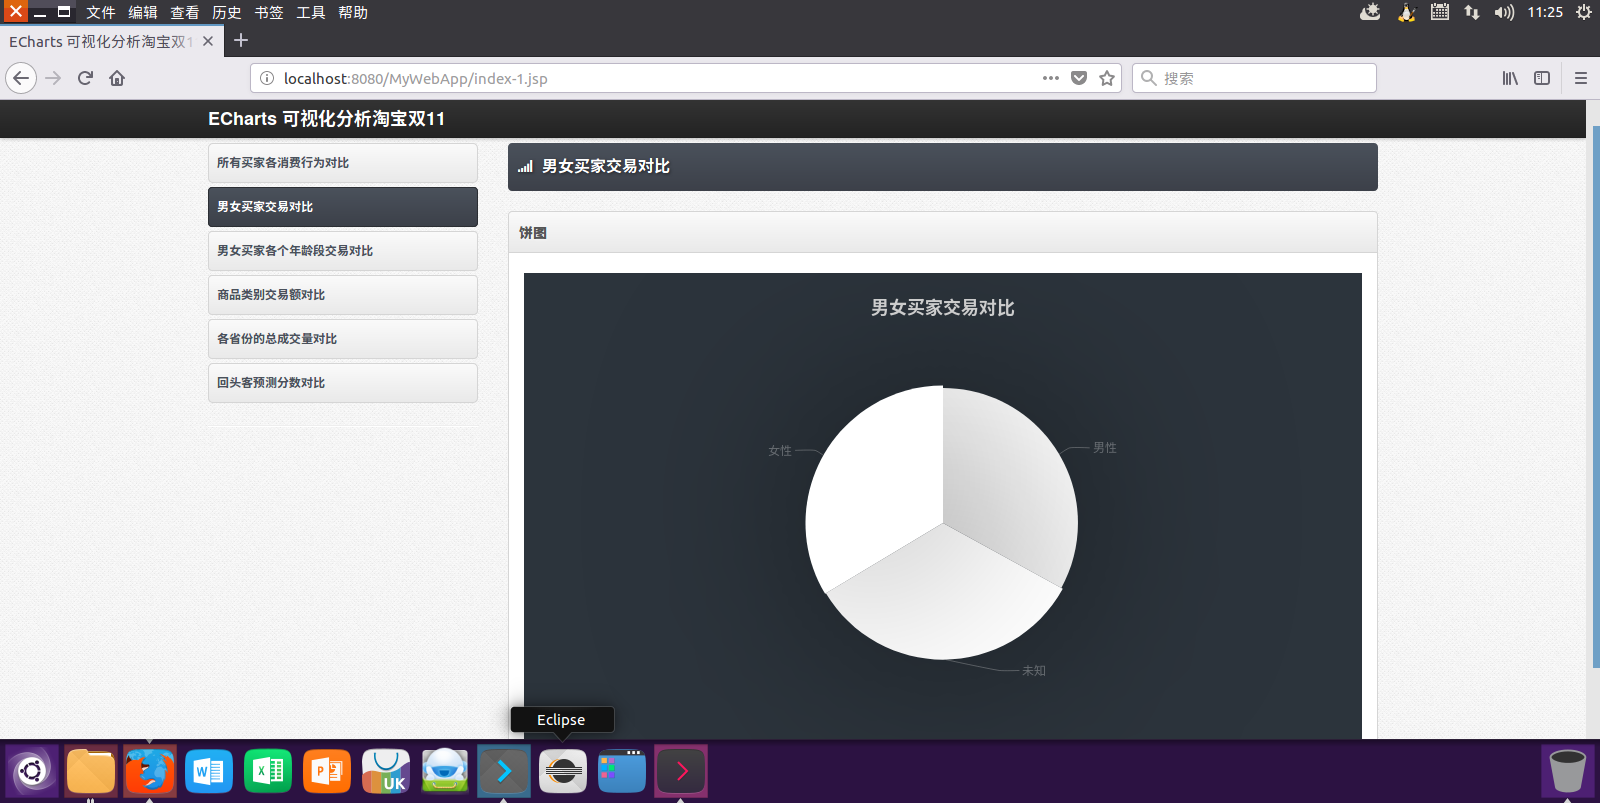 文件 编辑 查看 历史 书签 工具 帮助
11:25
ECharts 可视化分析淘宝双1
localhost:8080/MyWebApp/index-1.jsp
搜索
ECharts 可视化分析淘宝双11
所有买家各消费行为对比
男女买家交易对比
男女买家各个年龄段交易对比
商品类别交易额对比
各省份的总成交量对比
回头客预测分数对比
男女买家交易对比
饼图
男女买家交易对比
女性
男性
未知
Eclipse
W
X
P
UK